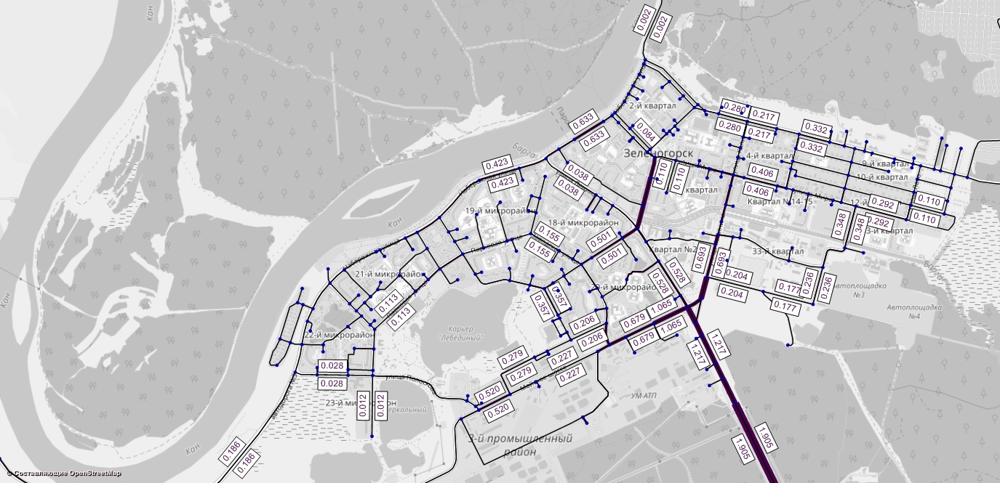 Кан
0.002
0.002
2-й квартал
0.280
0.217
0.280
0.217
0.633
0.633
0.084
0.332
0.332
Барга
Зеленогорск
4-й квартал
9-й квартал
0.423
0.423
0.038
0.038
0.110
0.110
0.406
0.406
10-й квартал
квартал
Квартал №14-15
0.292
0.292
0.110
0.110
19-й микрорайон
18-й микрорайон
Кан
0.348
0.348
0.155
0.155
0.501
0.501
Квартал №2
0.693
0.693
33-й квартал
21-й микрорайон
0.528
0.528
0.204
0.204
0.177
0.177
0.236
0.236
Автоплощадка
№3
Автоплощадка
№4
Кан
0.113
0.113
0.357
0.357
0.206
0.206
0.679
1.065
0.679
1.065
Карьер
"Лебединый"
22-й микрорайон
1.217
1.217
0.279
0.279
0.227
0.227
0.028
0.028
0.520
0.520
УМ-АТП
23-й микрорайон
0.012
0.012
3-й промышленный
район
0.186
0.186
Кан
1.905
1.905
© Составляющие OpenStreetMap